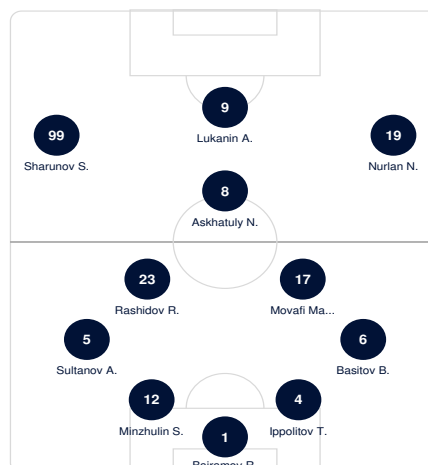 9
Lukanin A.
99
Sharunov S.
19
Nurlan N.
8
Askhatuly N.
23
Rashidov R.
17
Movafi Ma...
5
Sultanov A.
6
Basitov B.
12
Minzhulin S.
4
Ippolitov T.
1